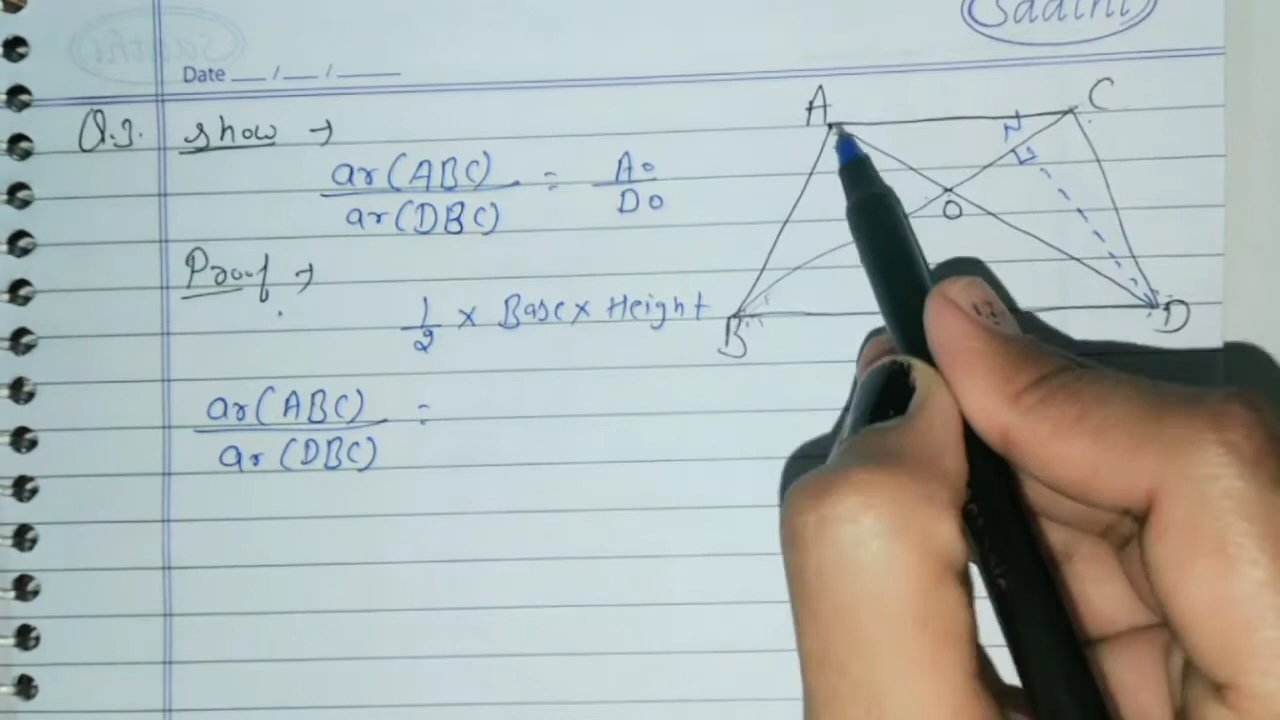 Saathi
Date __/__/____
Q.3. Show →
ar(ABC) / ar(DBC) = AO / DO
Proof →
1/2 × Base × Height
ar(ABC) / ar(DBC) =
A
C
N
O
B
D